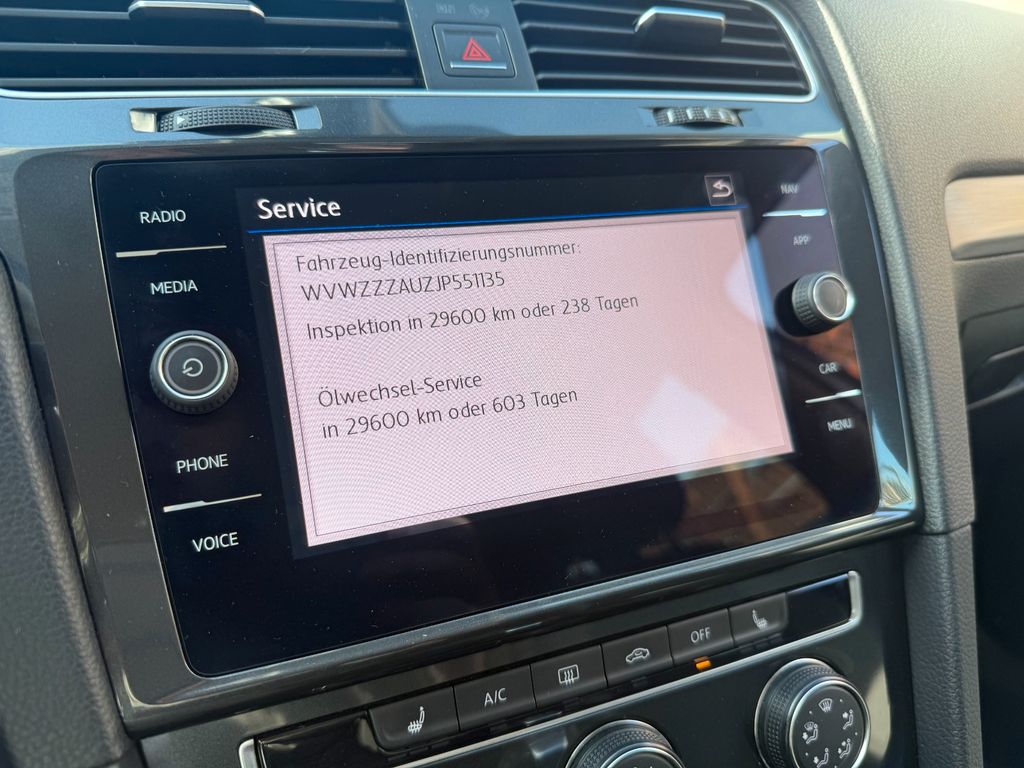 RADIO
MEDIA
PHONE
VOICE
Service
Fahrzeug-Identifizierungsnummer:
WVWZZZAUZJP551135
Inspektion in 29600 km oder 238 Tagen
Ölwechsel-Service
in 29600 km oder 603 Tagen
NAV
APP
CAR
MENU
A/C
OFF